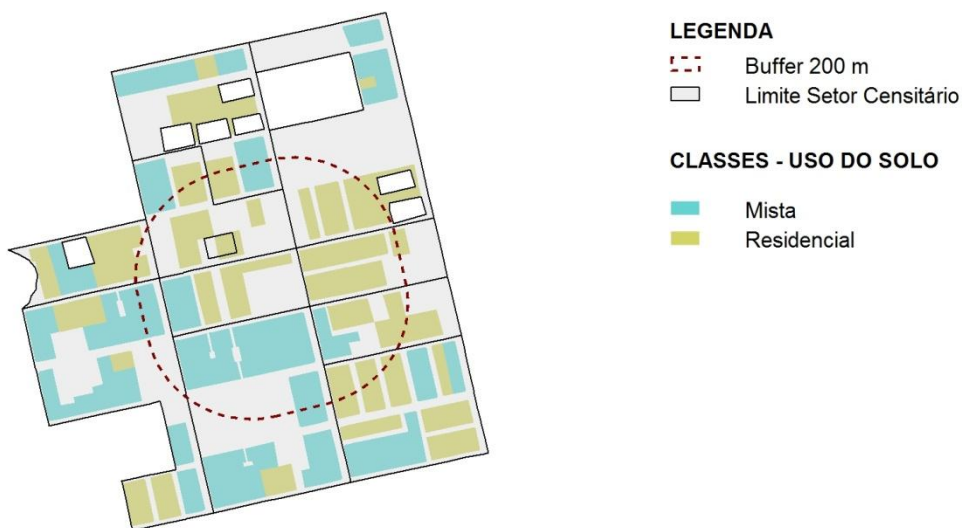 LEGENDA
Buffer 200 m
Limite Setor Censitário
CLASSES - USO DO SOLO
Mista
Residencial